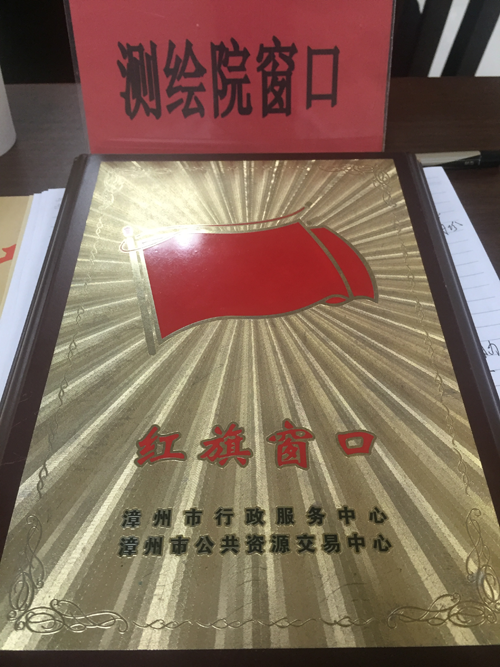 测绘院窗口
红旗窗口
漳州市行政服务中心
漳州市公共资源交易中心